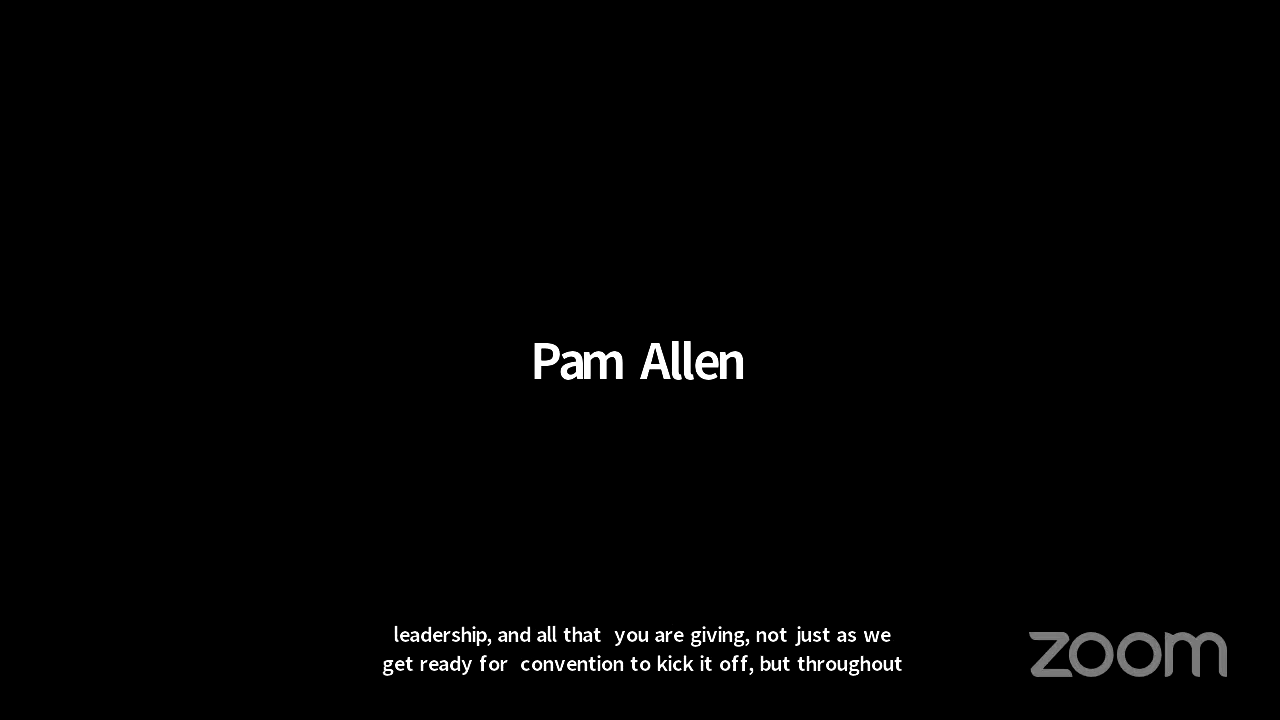 Pam Allen
leadership, and all that you are giving, not just as we
get ready for convention to kick it off, but throughout
zoom